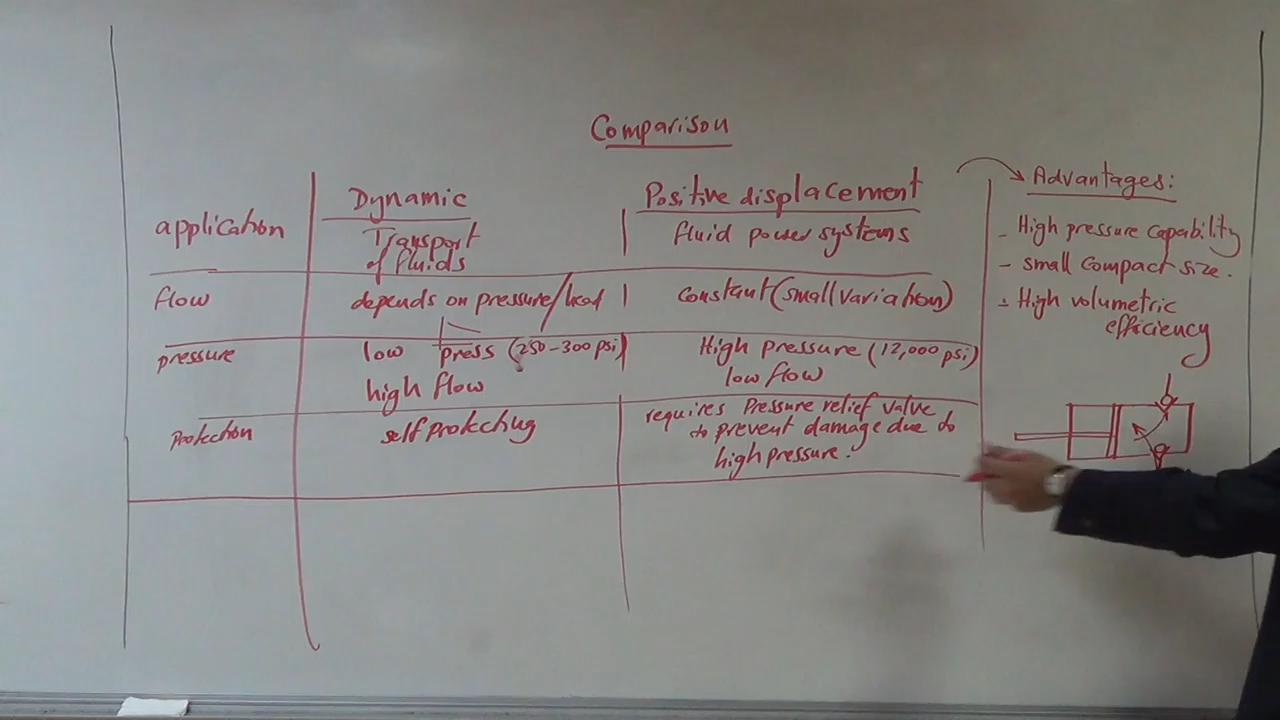 Comparison
Dynamic
Positive displacement
application
Transport
of fluids
fluid power systems
flow
depends on pressure/head
Constant (small variation)
pressure
low press (250-300 psi)
high flow
High pressure (12,000 psi)
low flow
Protection
self protecting
requires Pressure relief valve
to prevent damage due to
high pressure.
Advantages:
- High pressure capability
- small compact size.
- High volumetric
efficiency